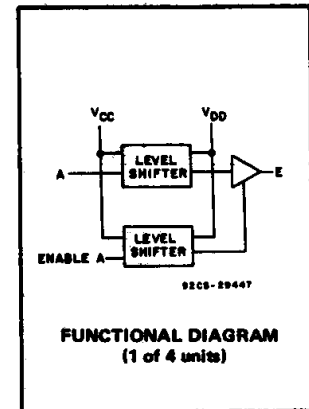 VCC VDD
LEVEL
SHIFTER
A E
LEVEL
SHIFTER
ENABLE A
92CS-29447
FUNCTIONAL DIAGRAM
(1 of 4 units)